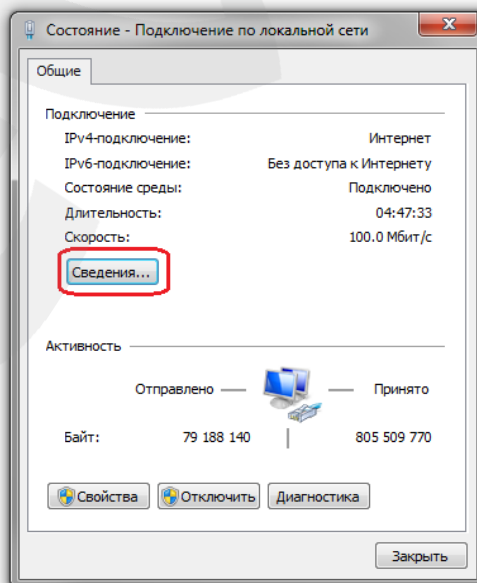 Состояние - Подключение по локальной сети
Общие
Подключение
IPv4-подключение: Интернет
IPv6-подключение: Без доступа к Интернету
Состояние среды: Подключено
Длительность: 04:47:33
Скорость: 100.0 Мбит/с
Сведения...
Активность
Отправлено — — Принято
Байт: 79 188 140 | 805 509 770
Свойства Отключить Диагностика
Закрыть